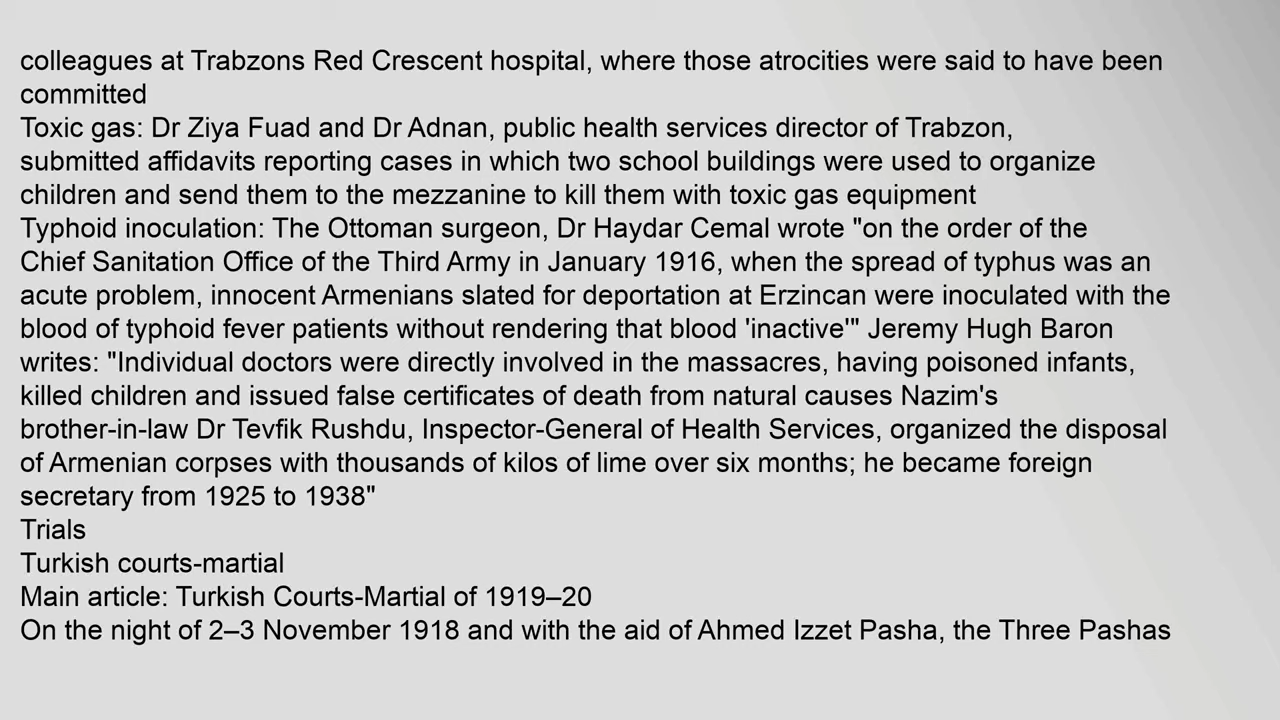 colleagues at Trabzons Red Crescent hospital, where those atrocities were said to have been
committed
Toxic gas: Dr Ziya Fuad and Dr Adnan, public health services director of Trabzon,
submitted affidavits reporting cases in which two school buildings were used to organize
children and send them to the mezzanine to kill them with toxic gas equipment
Typhoid inoculation: The Ottoman surgeon, Dr Haydar Cemal wrote "on the order of the
Chief Sanitation Office of the Third Army in January 1916, when the spread of typhus was an
acute problem, innocent Armenians slated for deportation at Erzincan were inoculated with the
blood of typhoid fever patients without rendering that blood 'inactive'" Jeremy Hugh Baron
writes: "Individual doctors were directly involved in the massacres, having poisoned infants,
killed children and issued false certificates of death from natural causes Nazim's
brother-in-law Dr Tevfik Rushdu, Inspector-General of Health Services, organized the disposal
of Armenian corpses with thousands of kilos of lime over six months; he became foreign
secretary from 1925 to 1938"
Trials
Turkish courts-martial
Main article: Turkish Courts-Martial of 1919–20
On the night of 2–3 November 1918 and with the aid of Ahmed Izzet Pasha, the Three Pashas